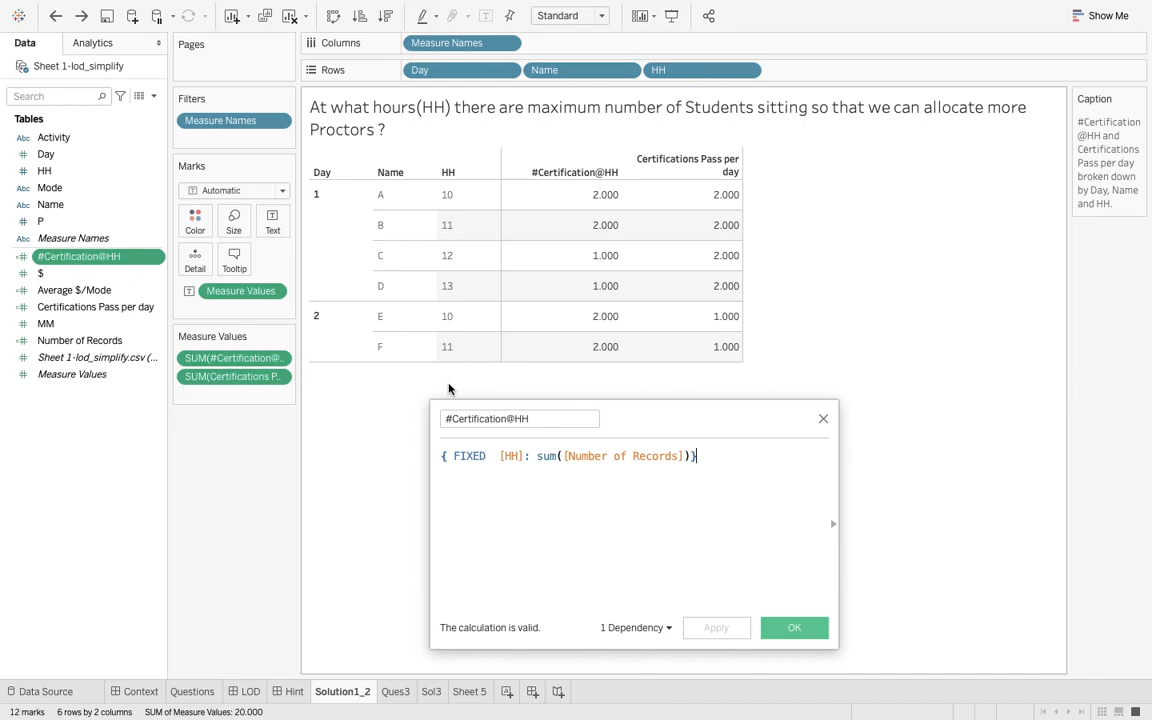 Standard
Show Me
Data
Analytics
Sheet 1-lod_simplify
Search
Tables
Abc Activity
Day
HH
Abc Mode
Abc Name
P
Abc Measure Names
#Certification@HH
$
Average $/Mode
Certifications Pass per day
MM
Number of Records
Sheet 1-lod_simplify.csv (...
Measure Values
Pages
Filters
Measure Names
Marks
Automatic
Color Size Text
Detail Tooltip
Measure Values
Measure Values
SUM(#Certification@..
SUM(Certifications P..
Columns Measure Names
Rows Day Name HH
At what hours(HH) there are maximum number of Students sitting so that we can allocate more
Proctors ?
Certifications Pass per
Day Name HH #Certification@HH day
1 A 10 2.000 2.000
B 11 2.000 2.000
C 12 1.000 2.000
D 13 1.000 2.000
2 E 10 2.000 1.000
F 11 2.000 1.000
Caption
#Certification
@HH and
Certifications
Pass per day
broken down
by Day, Name
and HH.
#Certification@HH
{ FIXED [HH]: sum([Number of Records])}
The calculation is valid.
1 Dependency
Apply
OK
Data Source Context Questions LOD Hint Solution1_2 Ques3 Sol3 Sheet 5
12 marks 6 rows by 2 columns SUM of Measure Values: 20.000